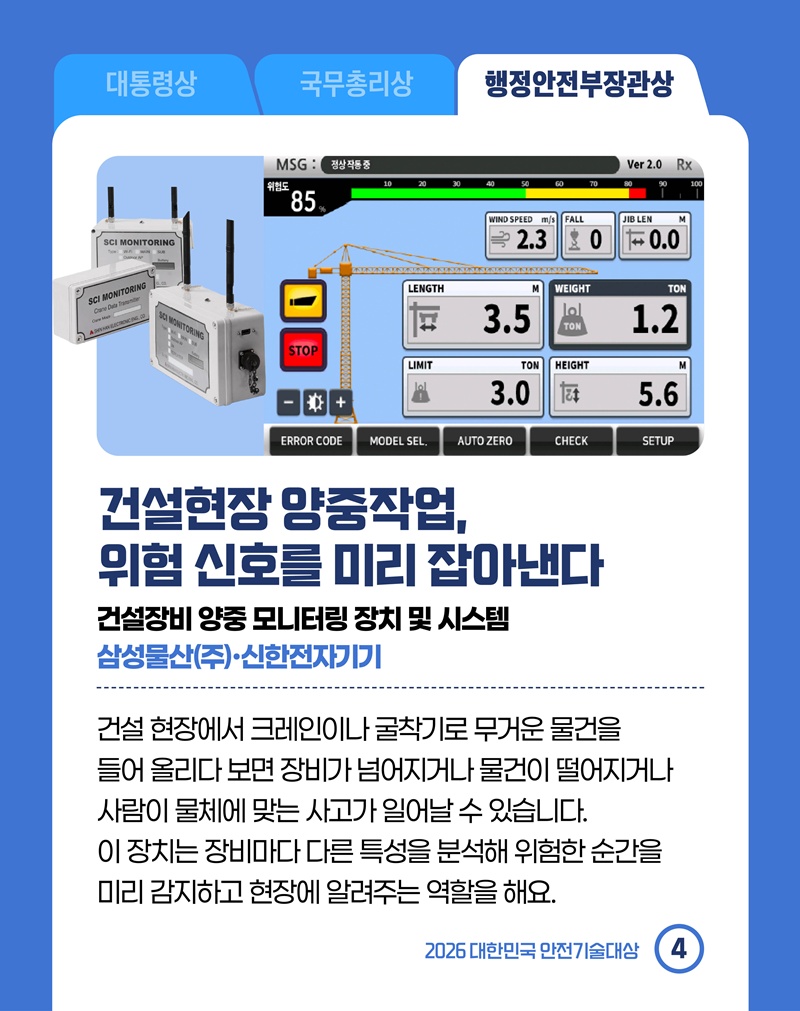 대통령상
국무총리상
행정안전부장관상
MSG : 정상 작동 중
Ver 2.0
Rx
위험도
85 %
10 20 30 40 50 60 70 80 90 100
WIND SPEED m/s
2.3
FALL
0
JIB LEN M
0.0
LENGTH M
3.5
WEIGHT TON
TON
1.2
STOP
LIMIT TON
3.0
HEIGHT M
5.6
− +
ERROR CODE
MODEL SEL.
AUTO ZERO
CHECK
SETUP
SCI MONITORING
SCI MONITORING
Crane Data Transmitter
SCI MONITORING
건설현장 양중작업,
위험 신호를 미리 잡아낸다
건설장비 양중 모니터링 장치 및 시스템
삼성물산(주)·신한전자기기
건설 현장에서 크레인이나 굴착기로 무거운 물건을
들어 올리다 보면 장비가 넘어지거나 물건이 떨어지거나
사람이 물체에 맞는 사고가 일어날 수 있습니다.
이 장치는 장비마다 다른 특성을 분석해 위험한 순간을
미리 감지하고 현장에 알려주는 역할을 해요.
2026 대한민국 안전기술대상
4